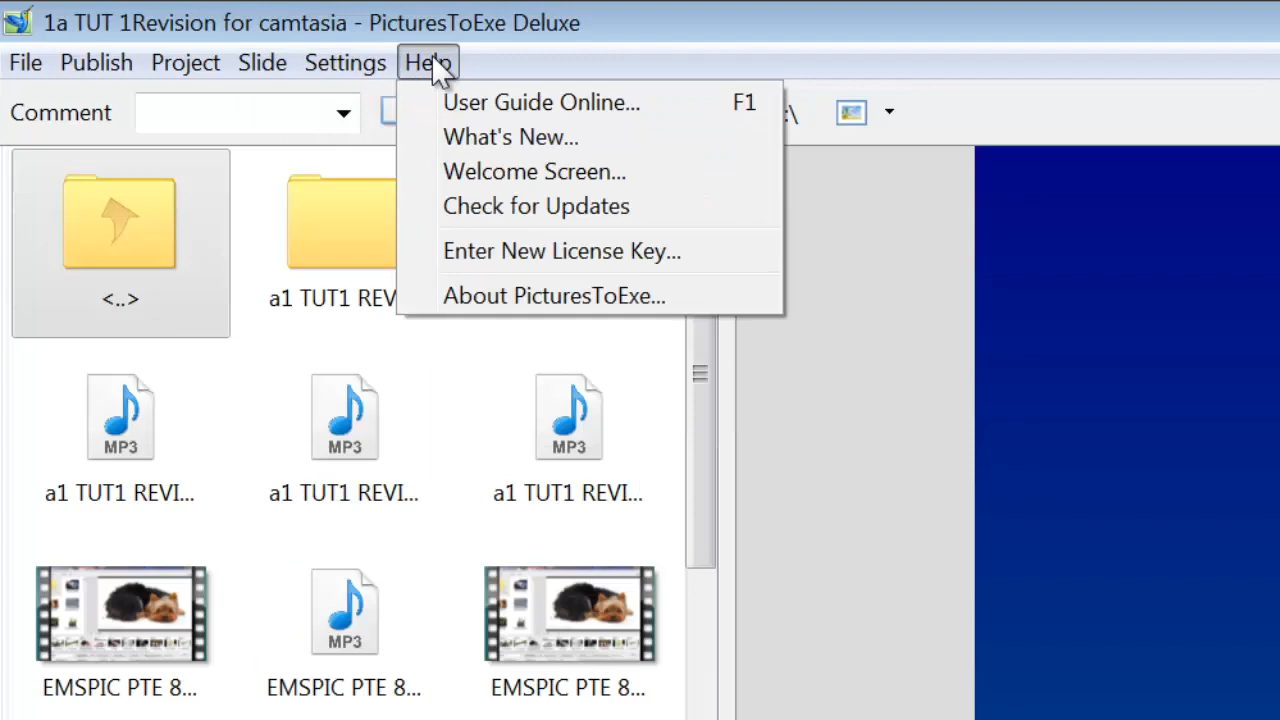 1a TUT 1Revision for camtasia - PicturesToExe Deluxe
File Publish Project Slide Settings Help
Comment
:\
User Guide Online... F1
What's New...
Welcome Screen...
Check for Updates
Enter New License Key...
About PicturesToExe...
<..>
a1 TUT1 REV
MP3 MP3 MP3
a1 TUT1 REVI... a1 TUT1 REVI... a1 TUT1 REVI...
MP3
EMSPIC PTE 8... EMSPIC PTE 8... EMSPIC PTE 8...